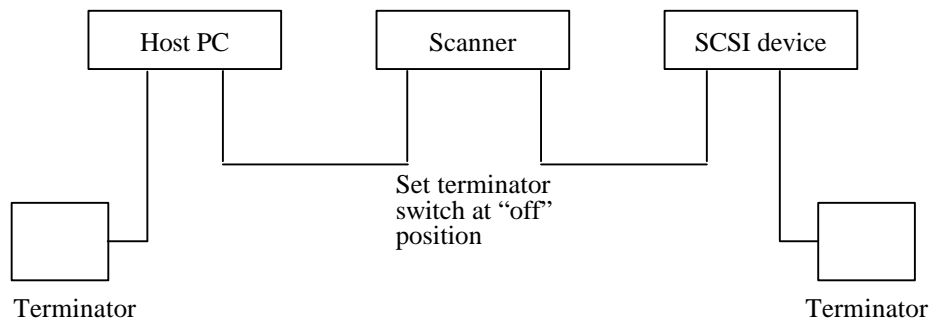 Host PC
Scanner
SCSI device
Set terminator
switch at “off”
position
Terminator
Terminator